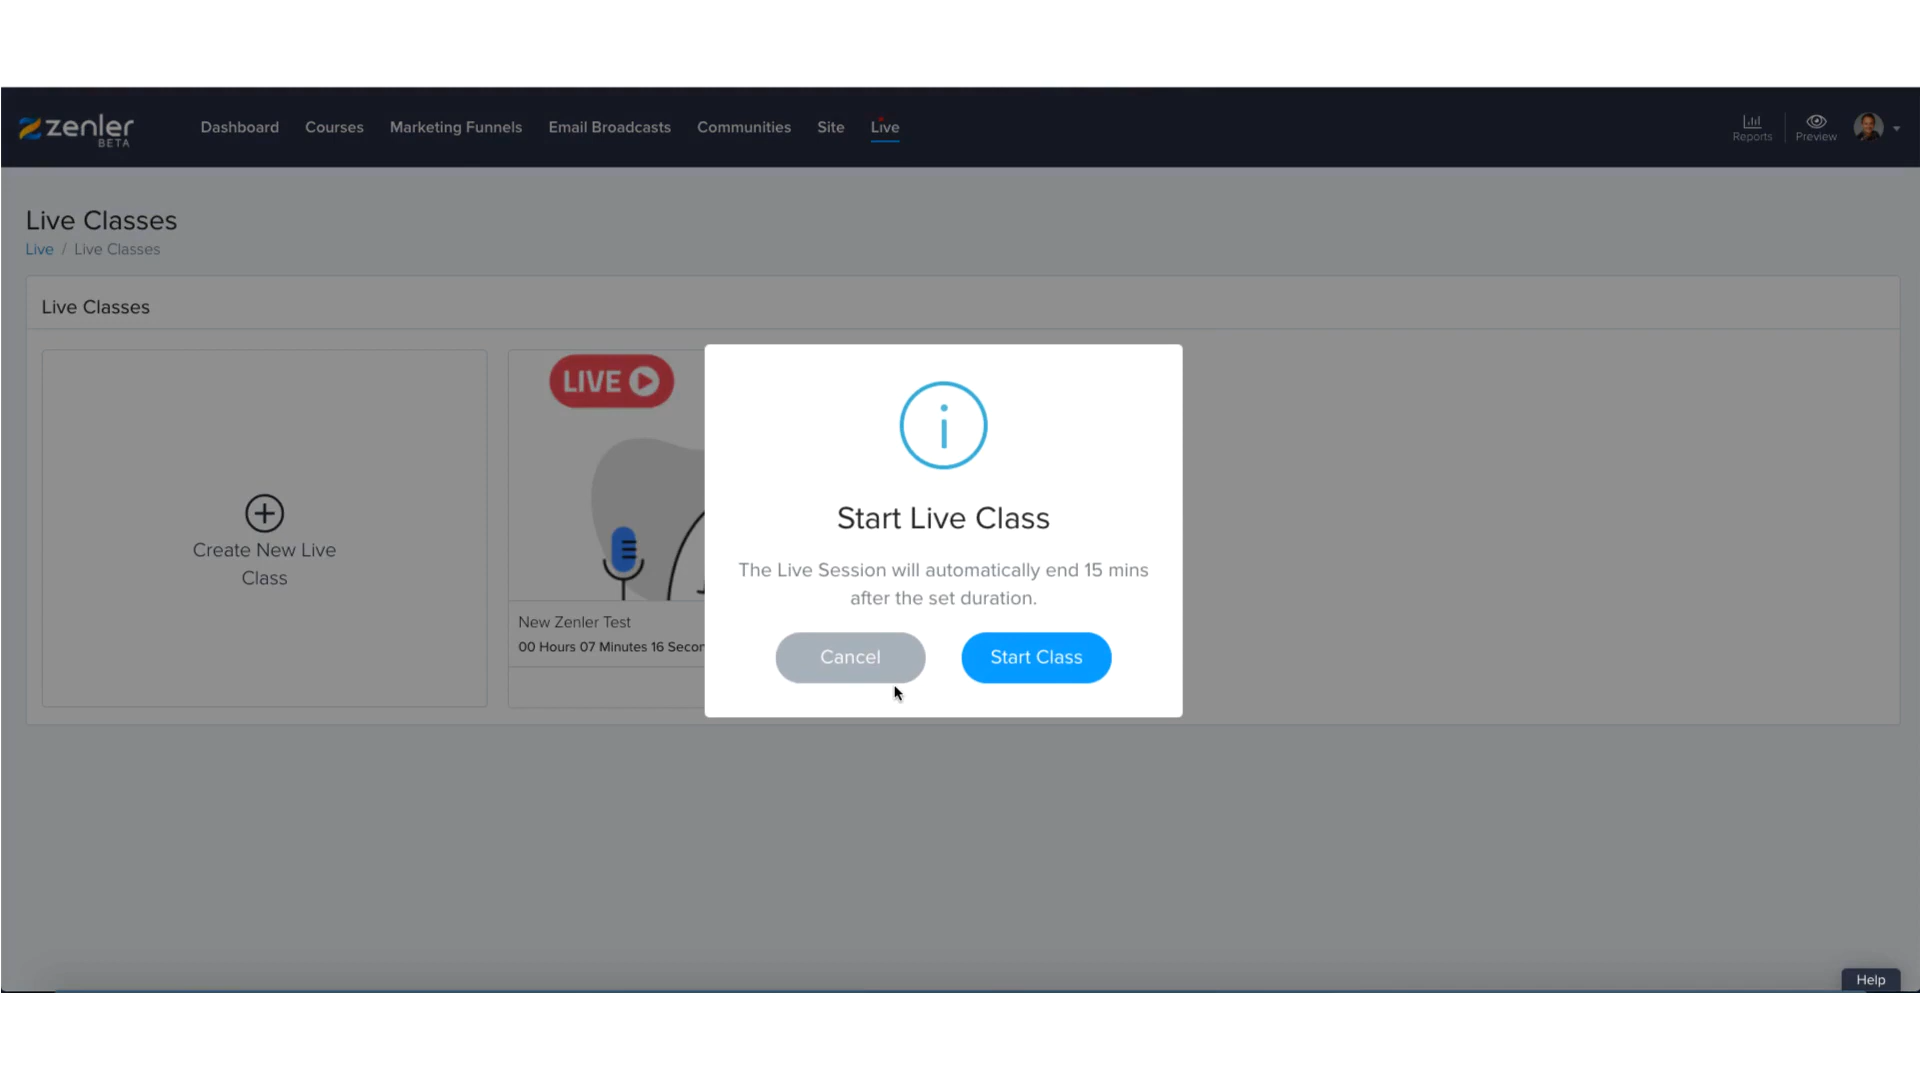 zenler
BETA
Dashboard Courses Marketing Funnels Email Broadcasts Communities Site Live
Reports
Preview
Live Classes
Live / Live Classes
Live Classes
LIVE
Create New Live
Class
New Zenler Test
00 Hours 07 Minutes 16 Secon
Start Live Class
The Live Session will automatically end 15 mins
after the set duration.
Cancel
Start Class
Help